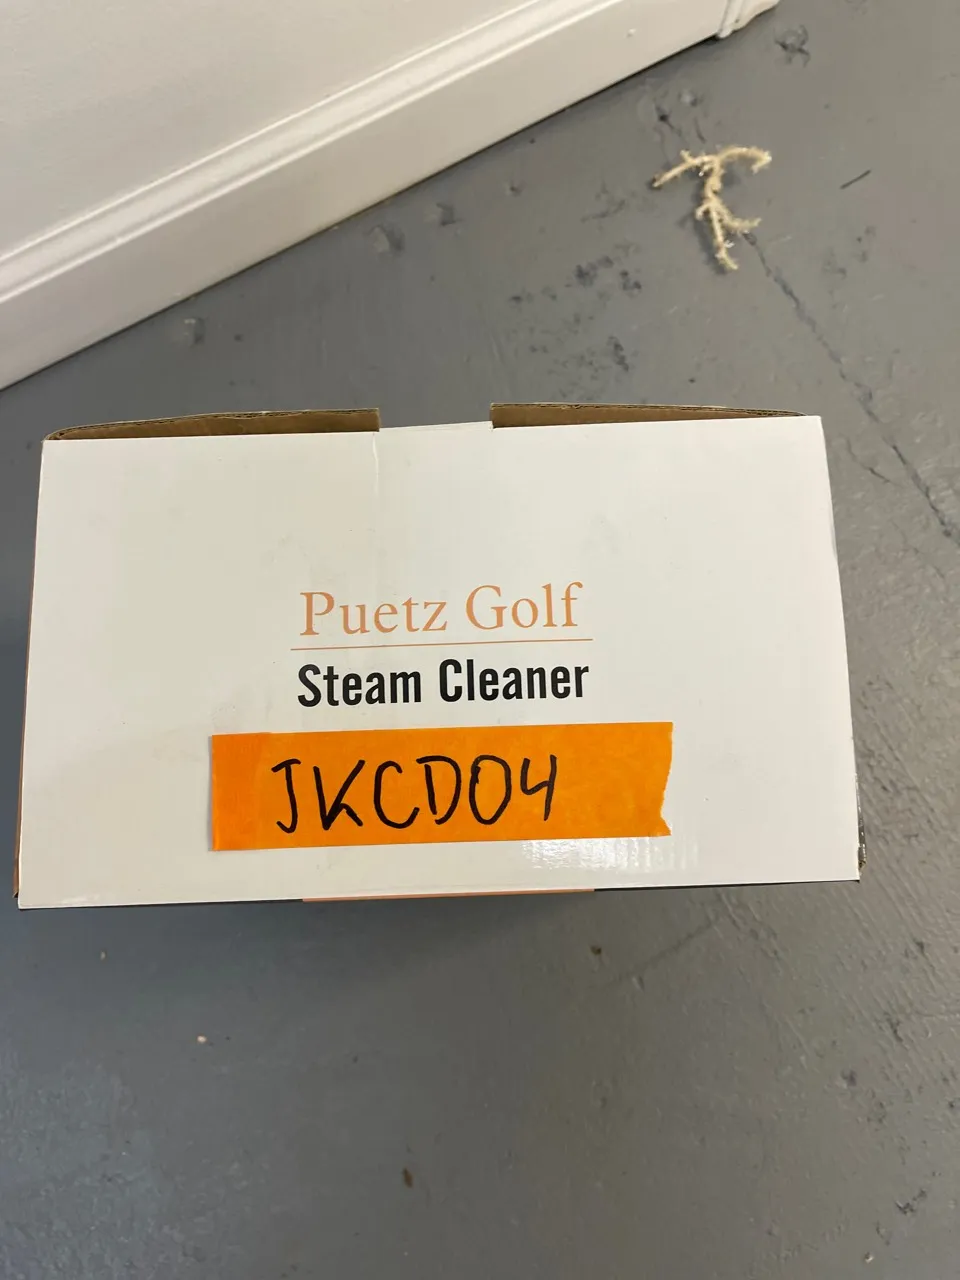 Puetz Golf
Steam Cleaner
JKCD04